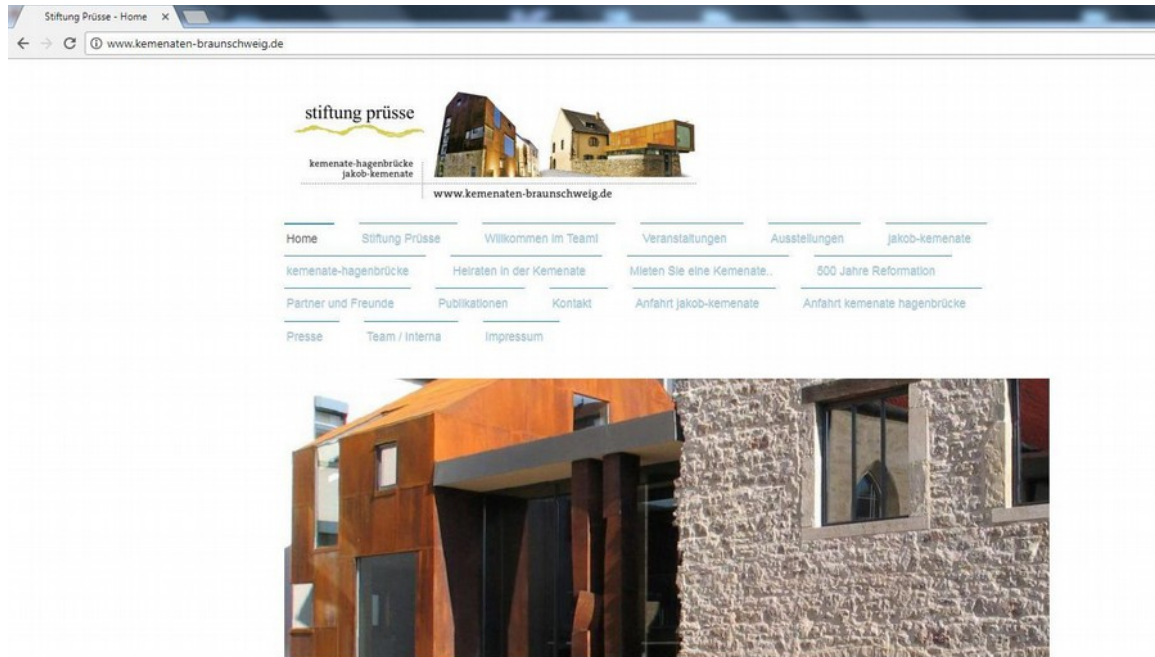 Stiftung Prüsse - Home
www.kemenaten-braunschweig.de
stiftung prüsse
kemenate-hagenbrücke
jakob-kemenate
www.kemenaten-braunschweig.de
Home Stiftung Prüsse Willkommen im Team! Veranstaltungen Ausstellungen jakob-kemenate
kemenate-hagenbrücke Heiraten in der Kemenate Mieten Sie eine Kemenate.. 500 Jahre Reformation
Partner und Freunde Publikationen Kontakt Anfahrt jakob-kemenate Anfahrt kemenate hagenbrücke
Presse Team / Interna Impressum